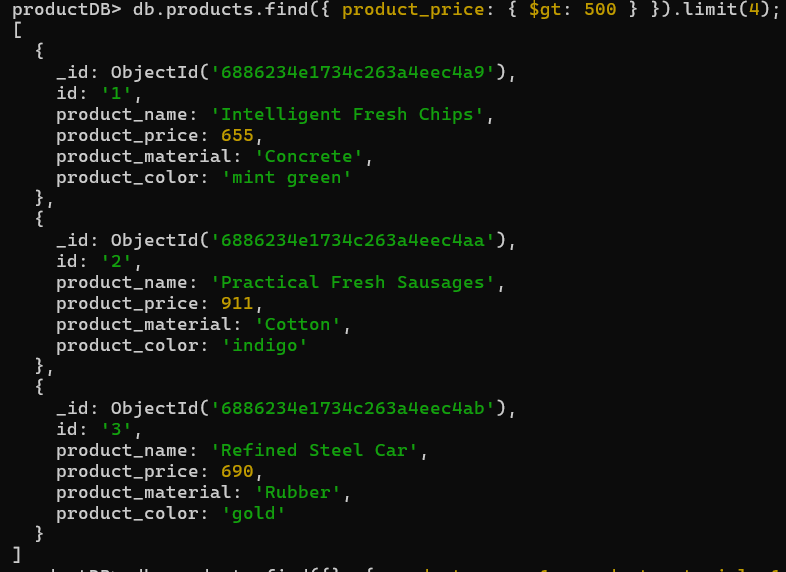 productDB> db.products.find({ product_price: { $gt: 500 } }).limit(4);
[
  {
    _id: ObjectId('6886234e1734c263a4eec4a9'),
    id: '1',
    product_name: 'Intelligent Fresh Chips',
    product_price: 655,
    product_material: 'Concrete',
    product_color: 'mint green'
  },
  {
    _id: ObjectId('6886234e1734c263a4eec4aa'),
    id: '2',
    product_name: 'Practical Fresh Sausages',
    product_price: 911,
    product_material: 'Cotton',
    product_color: 'indigo'
  },
  {
    _id: ObjectId('6886234e1734c263a4eec4ab'),
    id: '3',
    product_name: 'Refined Steel Car',
    product_price: 690,
    product_material: 'Rubber',
    product_color: 'gold'
  }
]